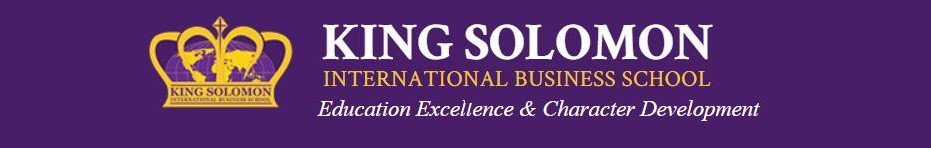 KING SOLOMON
INTERNATIONAL BUSINESS SCHOOL
KING SOLOMON
INTERNATIONAL BUSINESS SCHOOL
Education Excellence & Character Development